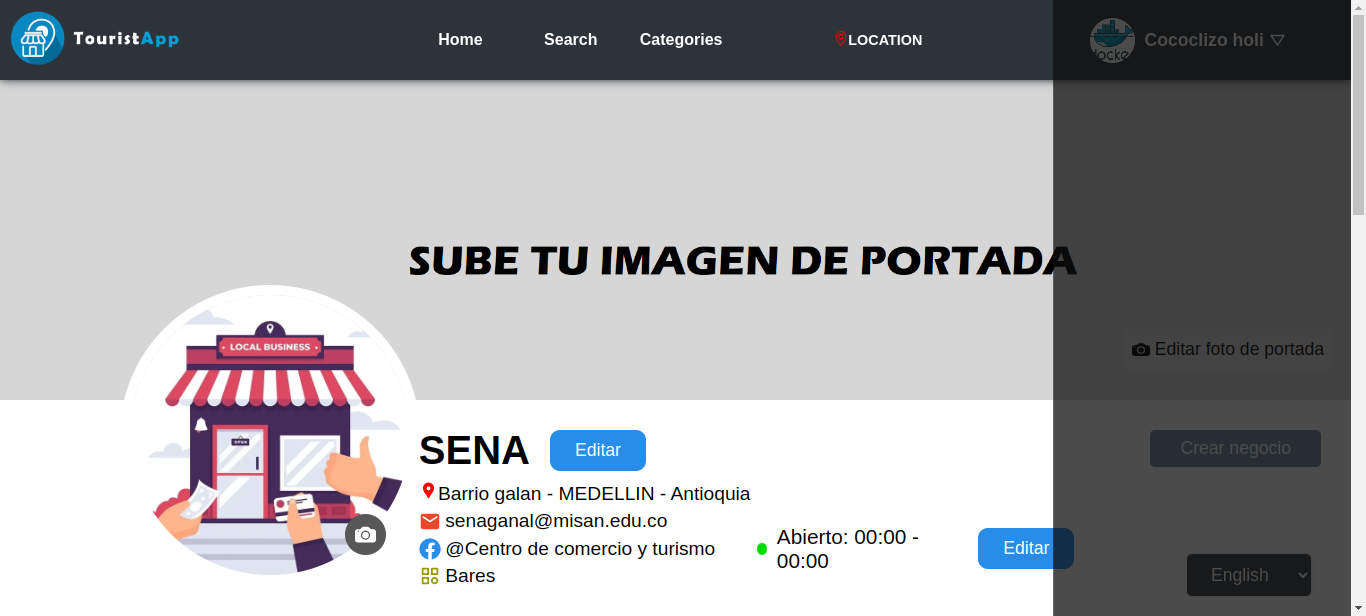 TouristApp
Home
Search
Categories
LOCATION
Cococlizo holi
SUBE TU IMAGEN DE PORTADA
LOCAL BUSINESS
OPEN
Editar foto de portada
SENA
Editar
Crear negocio
Barrio galan - MEDELLIN - Antioquia
senaganal@misan.edu.co
@Centro de comercio y turismo
Bares
Abierto: 00:00 -
00:00
Editar
English